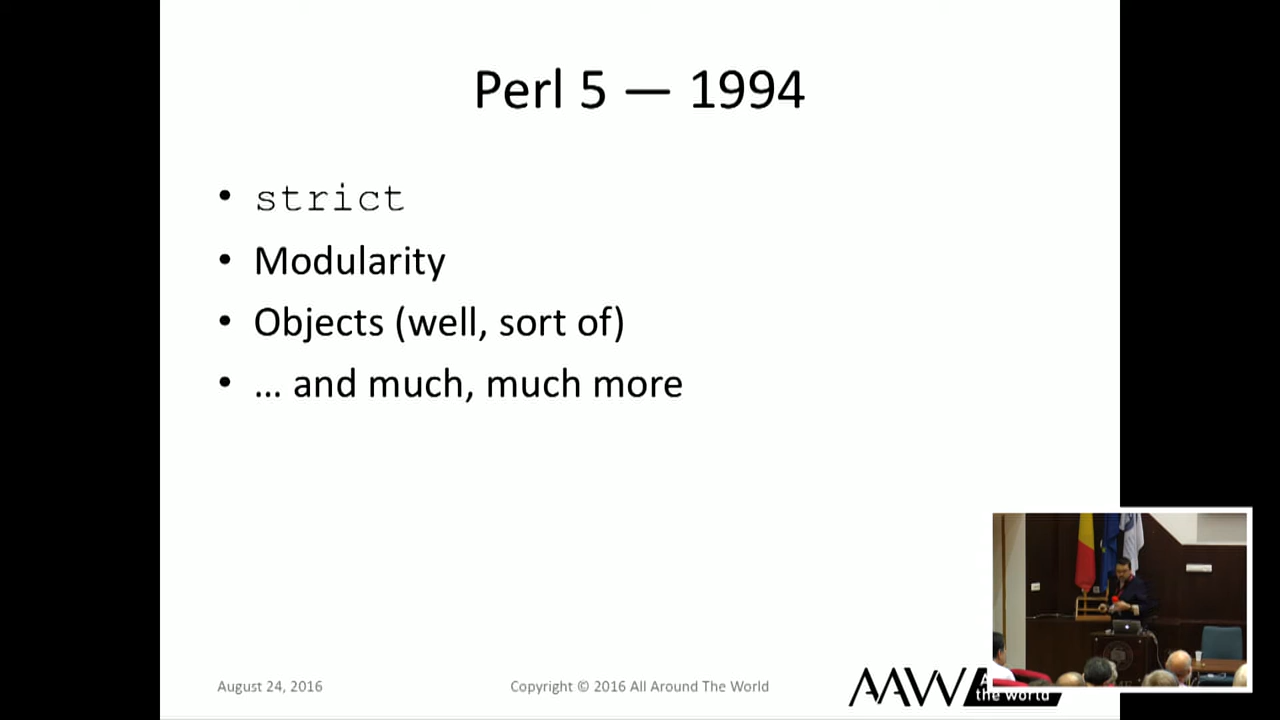 Perl 5 — 1994
• strict
• Modularity
• Objects (well, sort of)
• ... and much, much more
August 24, 2016
Copyright © 2016 All Around The World
AAW
the world